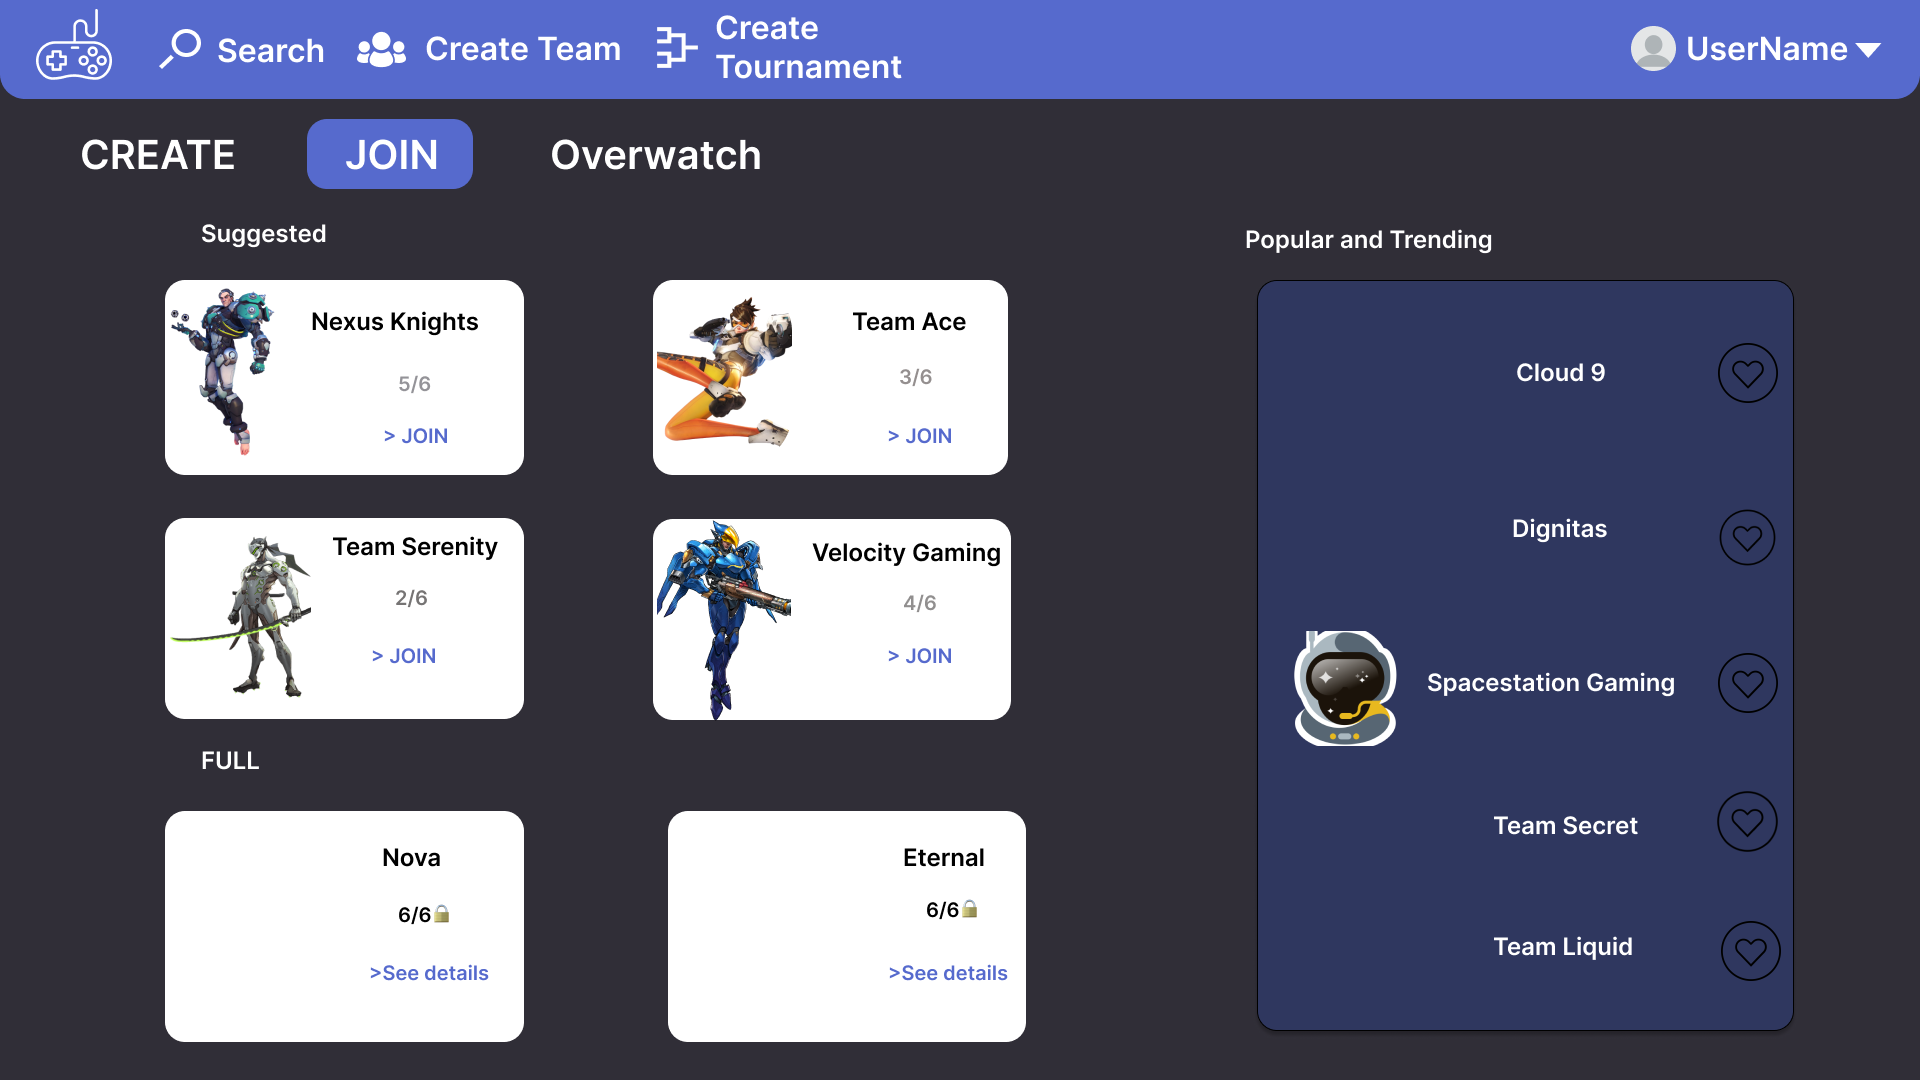 Search
Create Team
Create
Tournament
UserName
CREATE
JOIN
Overwatch
Suggested
Nexus Knights
5/6
> JOIN
Team Ace
3/6
> JOIN
Team Serenity
2/6
> JOIN
Velocity Gaming
4/6
> JOIN
FULL
Nova
6/6
>See details
Eternal
6/6
>See details
Popular and Trending
Cloud 9
Dignitas
Spacestation Gaming
Team Secret
Team Liquid